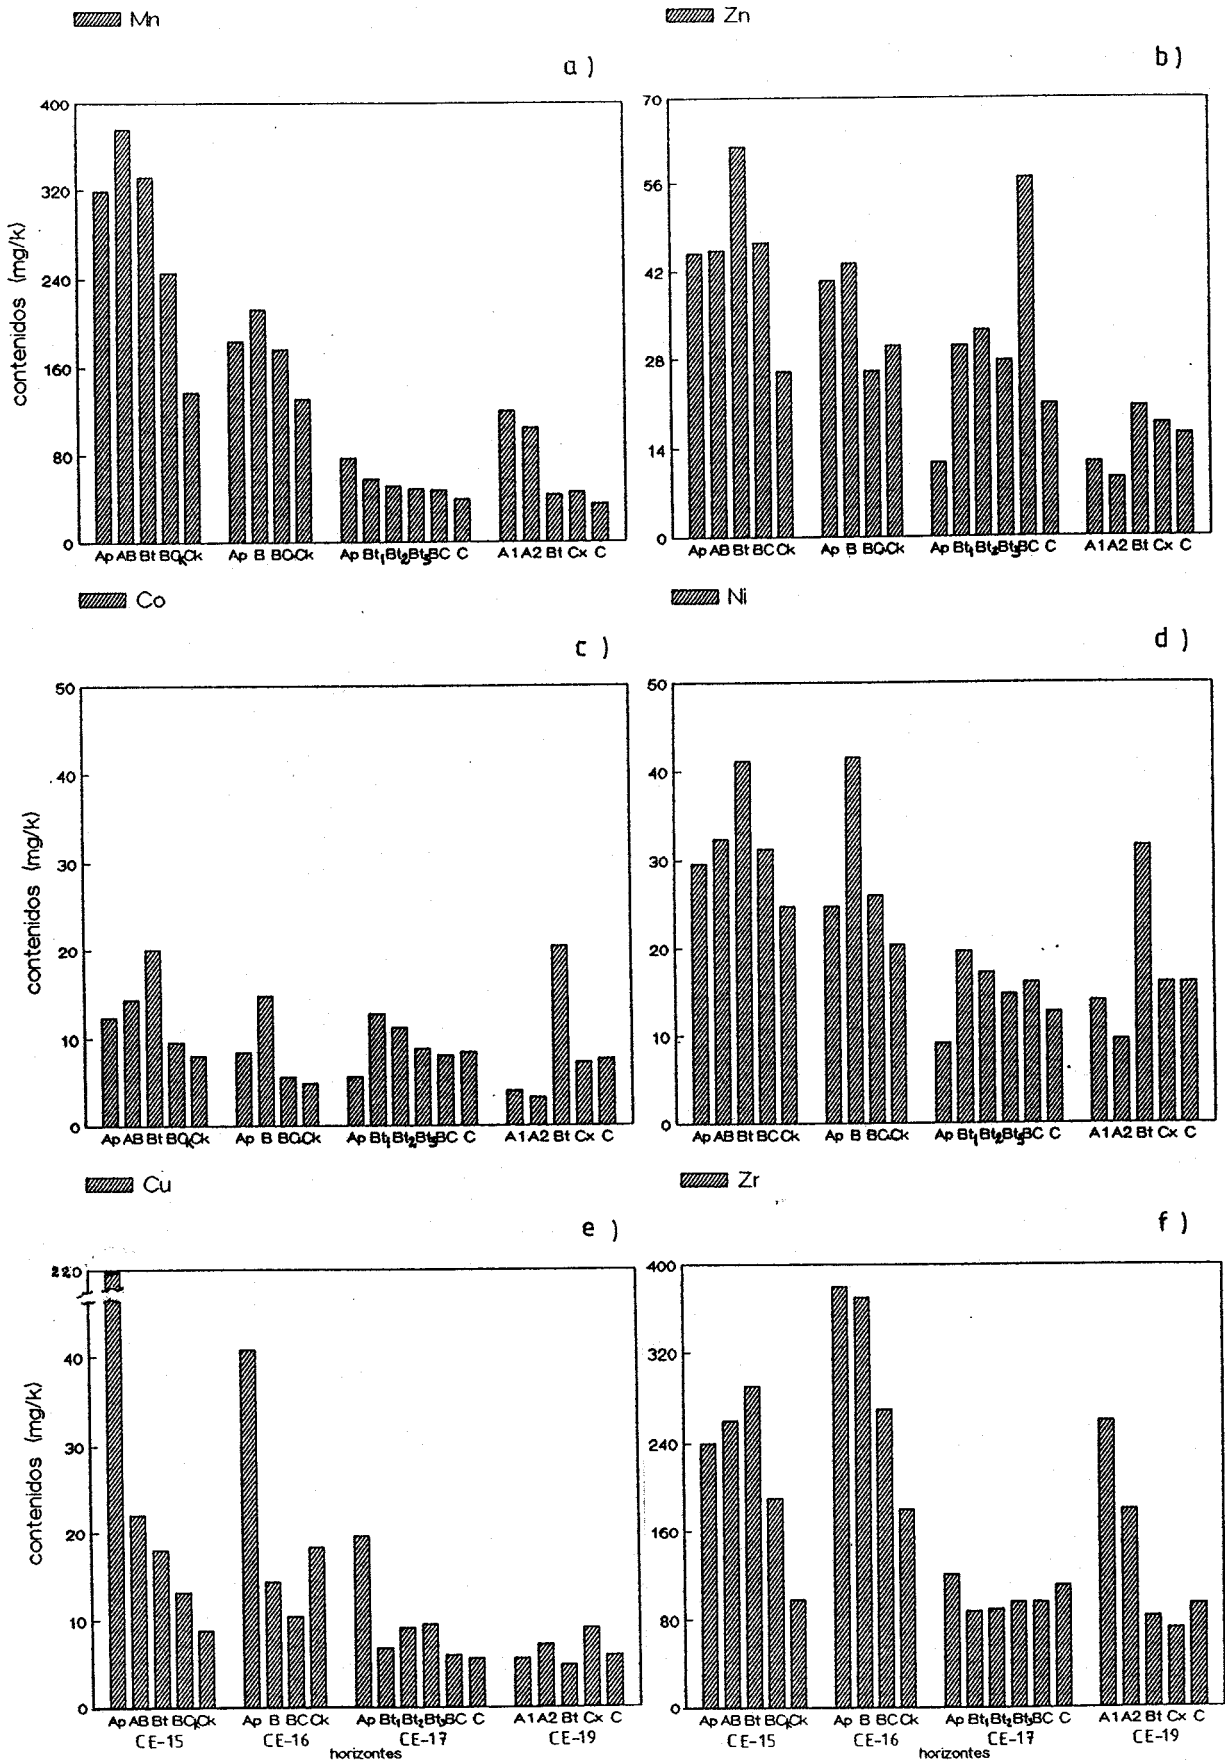 Mn
a )
400
320
240
160
80
0
contenidos (mg/k)
Ap AB Bt BCk Ck
Ap B BC Ck
Ap Bt1 Bt2 Bt3 BC C
A1 A2 Bt Cx C
Zn
b )
70
56
42
28
14
0
Ap AB Bt BC Ck
Ap B BC Ck
Ap Bt1 Bt2 Bt3 BC C
A1 A2 Bt Cx C
Co
c )
50
40
30
20
10
0
contenidos (mg/k)
Ap AB Bt BCk Ck
Ap B BC Ck
Ap Bt1 Bt2 Bt3 BC C
A1 A2 Bt Cx C
Ni
d )
50
40
30
20
10
0
Ap AB Bt BC Ck
Ap B BC Ck
Ap Bt1 Bt2 Bt3 BC C
A1 A2 Bt Cx C
Cu
e )
220
40
30
20
10
0
contenidos (mg/k)
Ap AB Bt BCk Ck
Ap B BC Ck
Ap Bt1 Bt2 Bt3 BC C
A1 A2 Bt Cx C
CE-15
CE-16
CE-17
CE-19
horizontes
Zr
f )
400
320
240
160
80
0
Ap AB Bt BCk Ck
Ap B BC Ck
Ap Bt1 Bt2 Bt3 BC C
A1 A2 Bt Cx C
CE-15
CE-16
CE-17
CE-19
horizontes